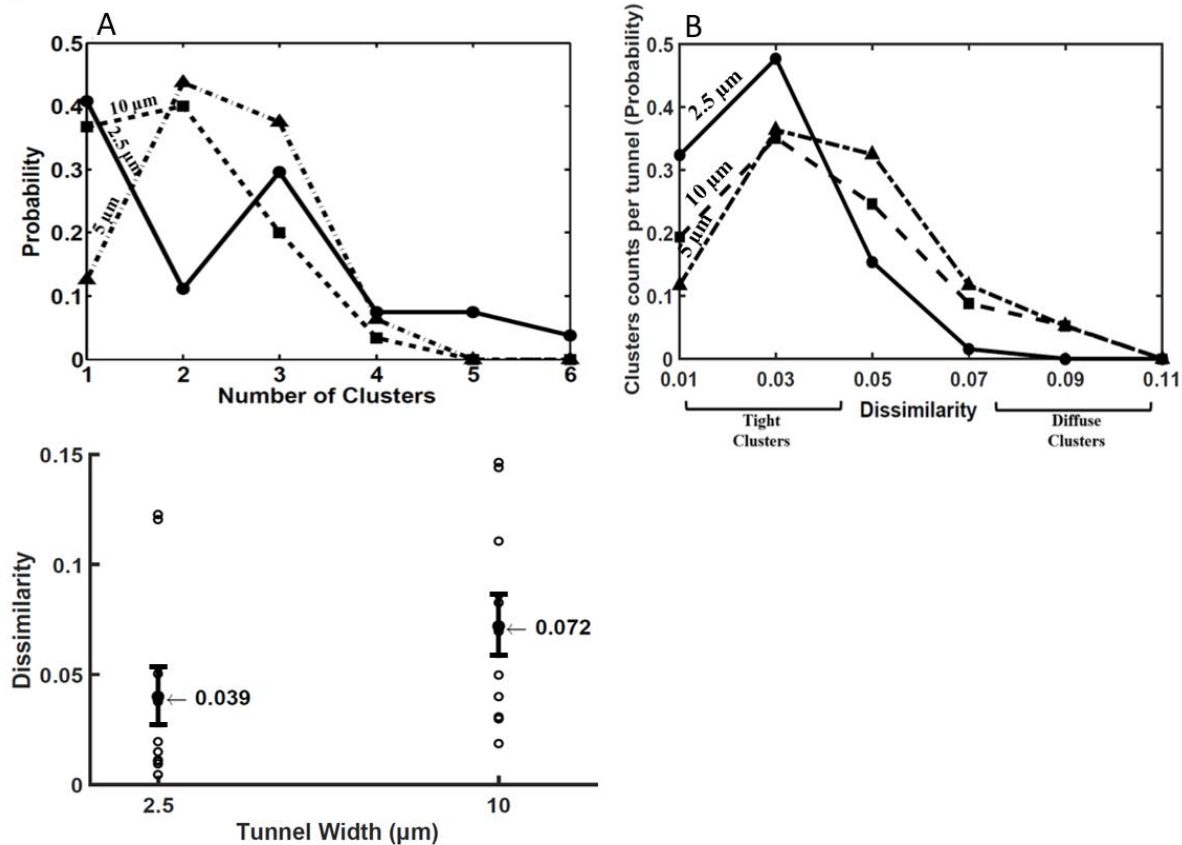 A
0.5
0.4
0.3
0.2
0.1
0
Probability
10 µm
2.5 µm
5 µm
1 2 3 4 5 6
Number of Clusters
B
0.5
0.4
0.3
0.2
0.1
0
Clusters counts per tunnel (Probability)
2.5 µm
10 µm
5 µm
0.01 0.03 0.05 0.07 0.09 0.11
Dissimilarity
Tight
Clusters
Diffuse
Clusters
0.15
0.1
0.05
0
Dissimilarity
← 0.039
← 0.072
2.5 10
Tunnel Width (µm)